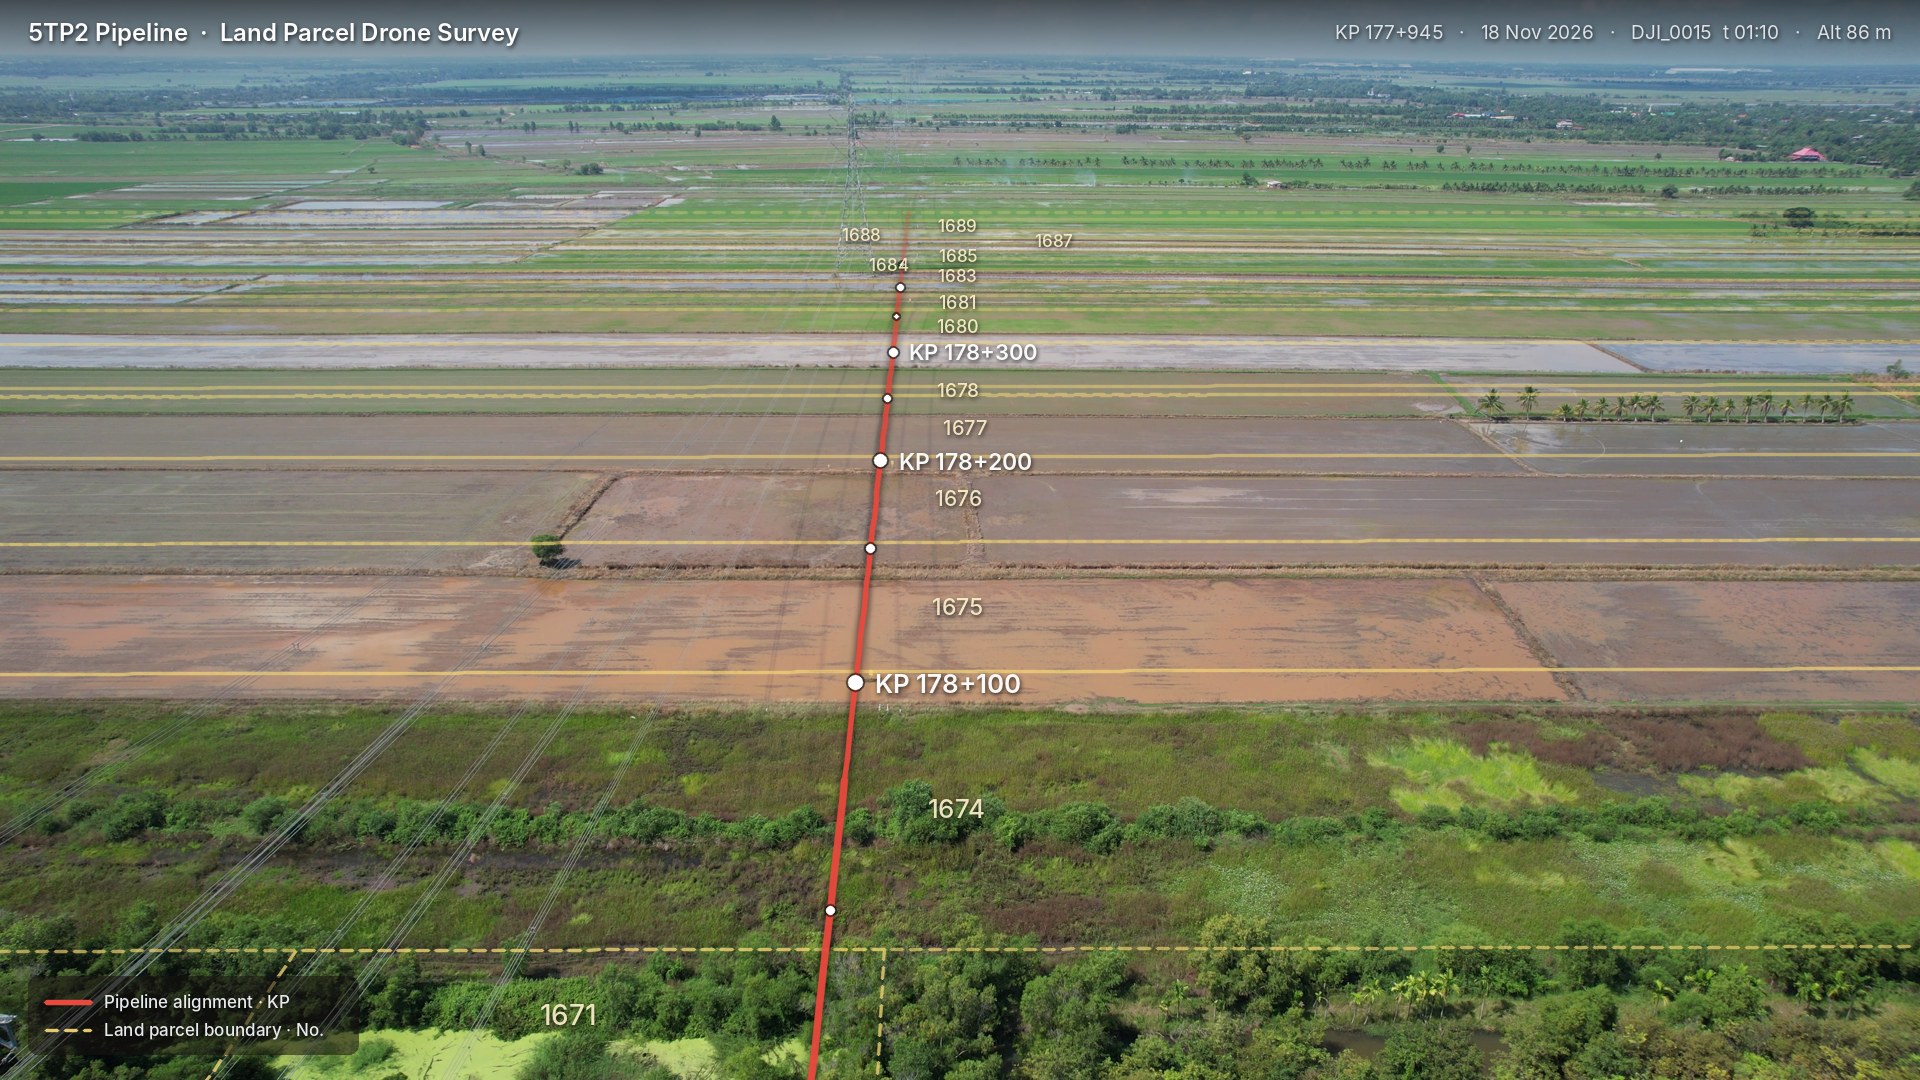 5TP2 Pipeline · Land Parcel Drone Survey
KP 177+945 · 18 Nov 2026 · DJI_0015 t 01:10 · Alt 86 m
1689
1688
1687
1685
1684
1683
1681
1680
KP 178+300
1678
1677
KP 178+200
1676
1675
KP 178+100
1674
1671
Pipeline alignment · KP
Land parcel boundary · No.